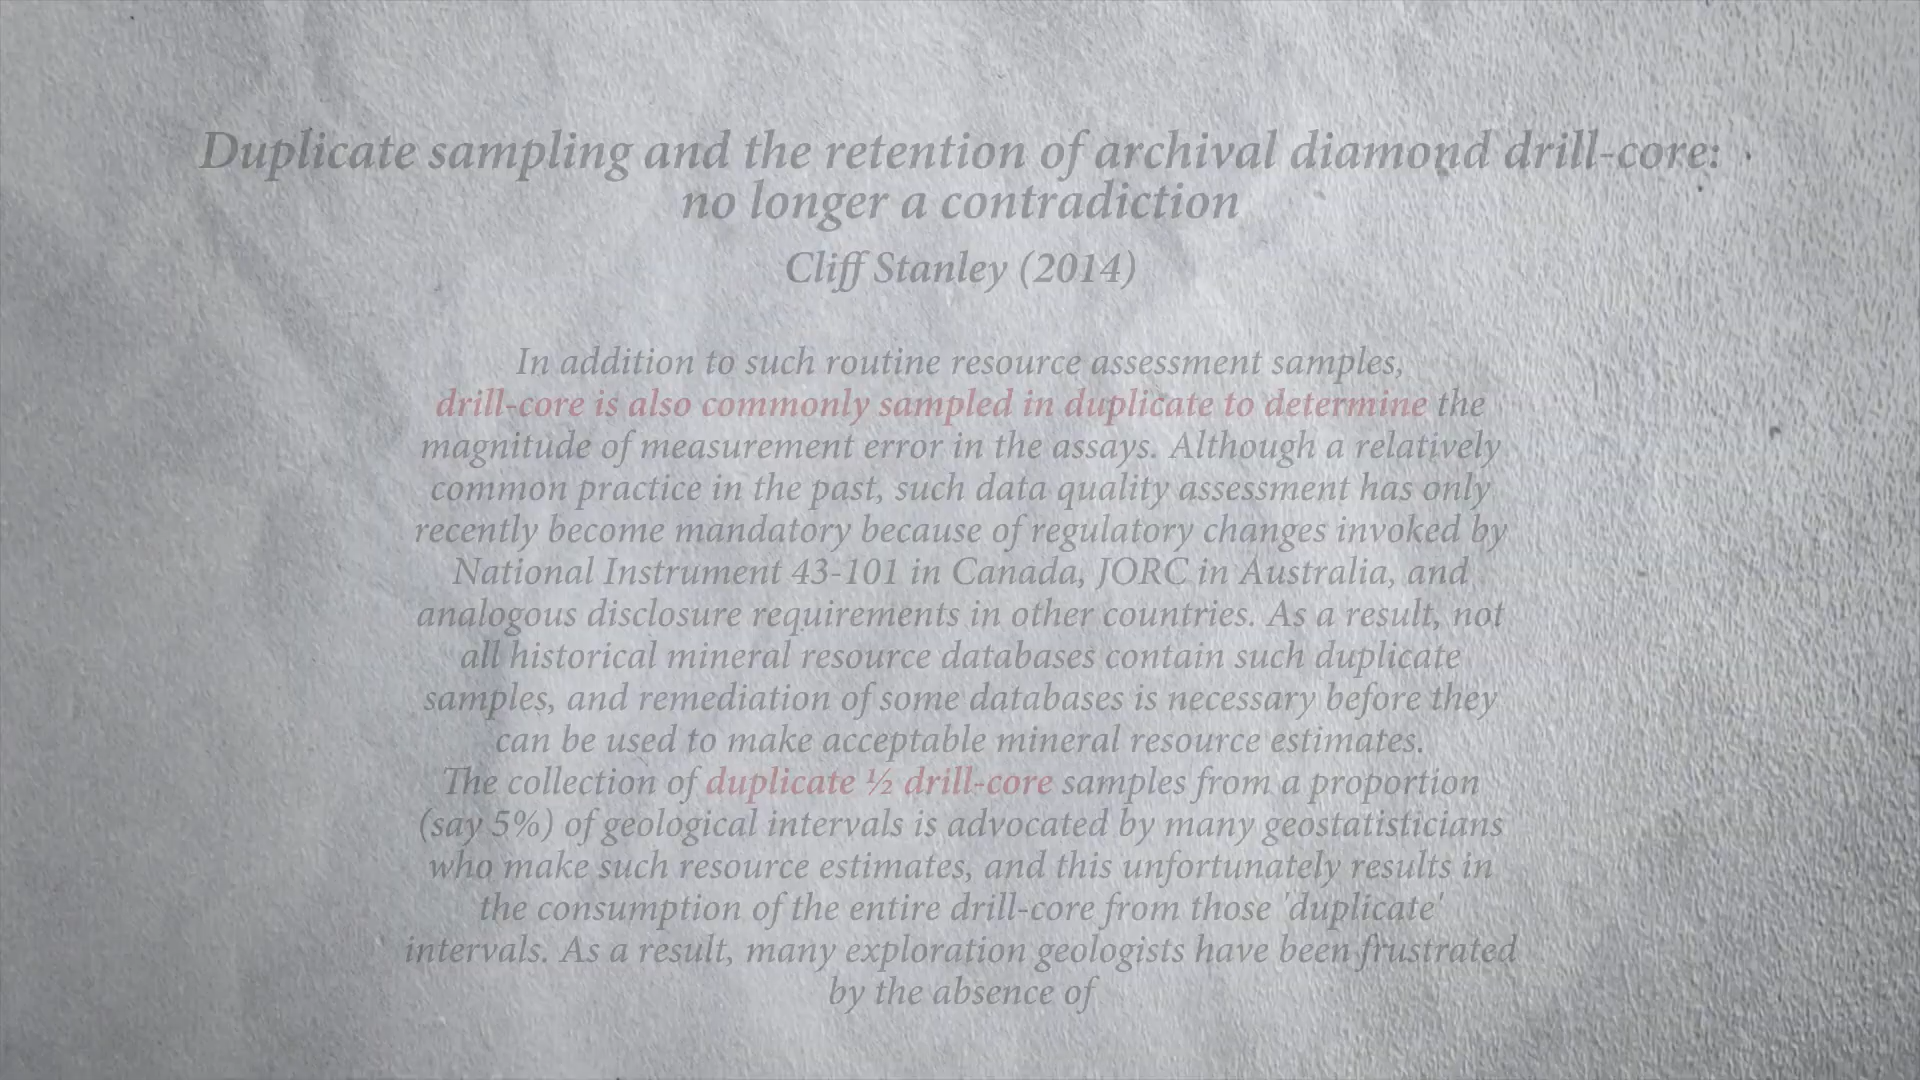 Duplicate sampling and the retention of archival diamond drill-core:
no longer a contradiction
Cliff Stanley (2014)
In addition to such routine resource assessment samples,
drill-core is also commonly sampled in duplicate to determine the
magnitude of measurement error in the assays. Although a relatively
common practice in the past, such data quality assessment has only
recently become mandatory because of regulatory changes invoked by
National Instrument 43-101 in Canada, JORC in Australia, and
analogous disclosure requirements in other countries. As a result, not
all historical mineral resource databases contain such duplicate
samples, and remediation of some databases is necessary before they
can be used to make acceptable mineral resource estimates.
The collection of duplicate ½ drill-core samples from a proportion
(say 5%) of geological intervals is advocated by many geostatisticians
who make such resource estimates, and this unfortunately results in
the consumption of the entire drill-core from those 'duplicate'
intervals. As a result, many exploration geologists have been frustrated
by the absence of